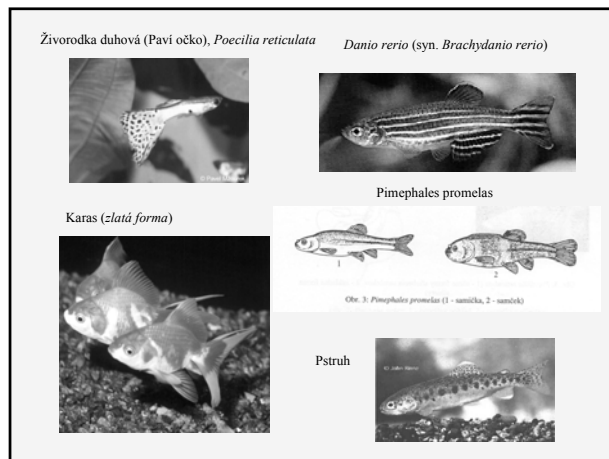 Živorodka duhová (Paví očko), Poecilia reticulata
Danio rerio (syn. Brachydanio rerio)
Pimephales promelas
Karas (zlatá forma)
1
2
Obr. 3: Pimephales promelas (1 - samička, 2 - samček)
Pstruh